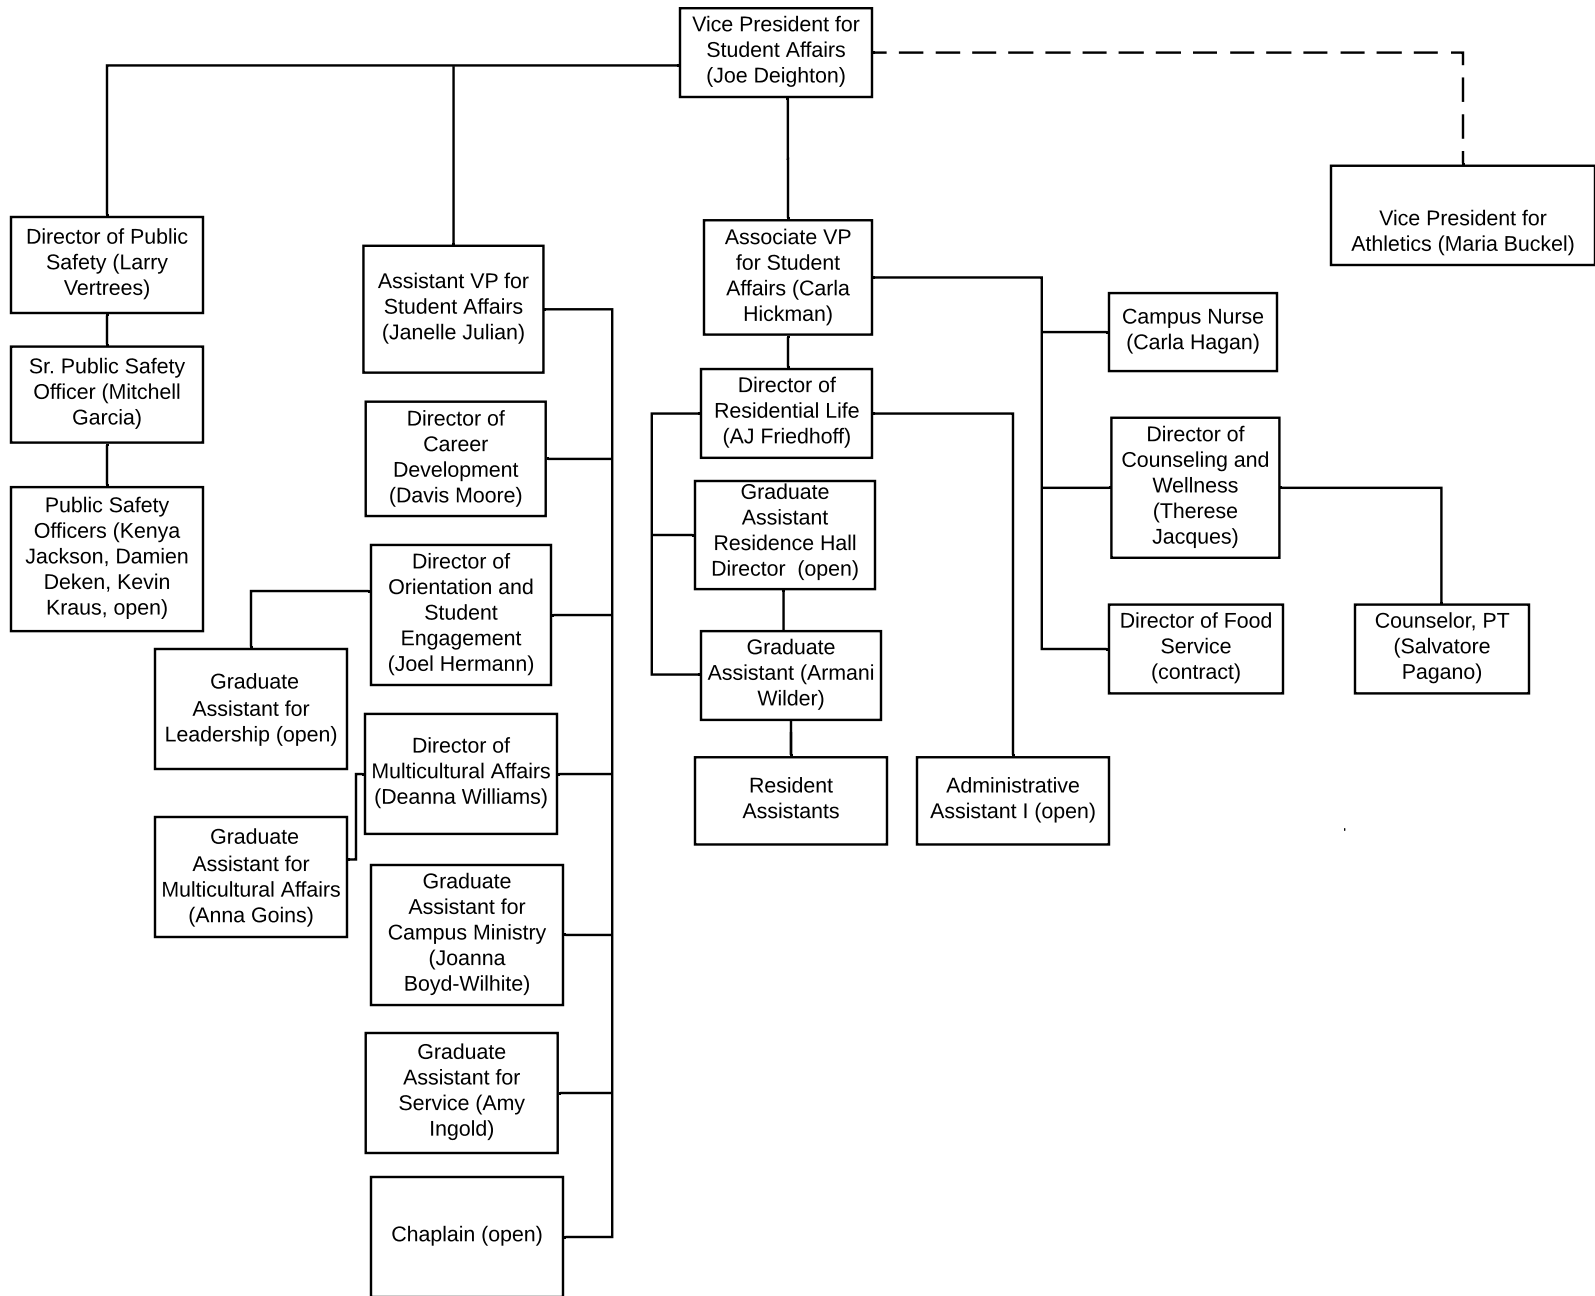 Vice President for
Student Affairs
(Joe Deighton)
Vice President for
Athletics (Maria Buckel)
Director of Public
Safety (Larry
Vertrees)
Sr. Public Safety
Officer (Mitchell
Garcia)
Public Safety
Officers (Kenya
Jackson, Damien
Deken, Kevin
Kraus, open)
Assistant VP for
Student Affairs
(Janelle Julian)
Director of
Career
Development
(Davis Moore)
Director of
Orientation and
Student
Engagement
(Joel Hermann)
Graduate
Assistant for
Leadership (open)
Director of
Multicultural Affairs
(Deanna Williams)
Graduate
Assistant for
Multicultural Affairs
(Anna Goins)
Graduate
Assistant for
Campus Ministry
(Joanna
Boyd-Wilhite)
Graduate
Assistant for
Service (Amy
Ingold)
Chaplain (open)
Associate VP
for Student
Affairs (Carla
Hickman)
Director of
Residential Life
(AJ Friedhoff)
Graduate
Assistant
Residence Hall
Director  (open)
Graduate
Assistant (Armani
Wilder)
Resident
Assistants
Administrative
Assistant I (open)
Campus Nurse
(Carla Hagan)
Director of
Counseling and
Wellness
(Therese
Jacques)
Director of Food
Service
(contract)
Counselor, PT
(Salvatore
Pagano)